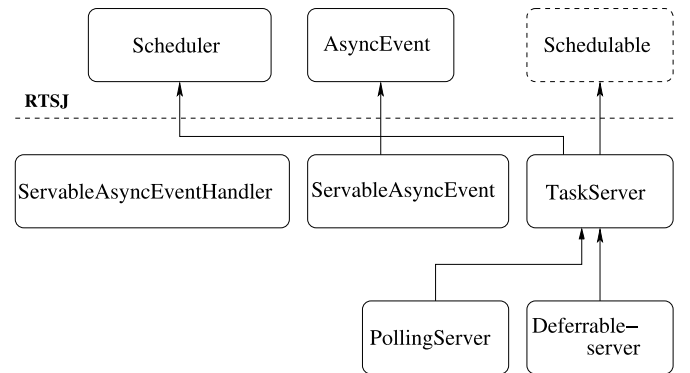 Scheduler
AsyncEvent
Schedulable
RTSJ
ServableAsyncEventHandler
ServableAsyncEvent
TaskServer
PollingServer
Deferrable−
server